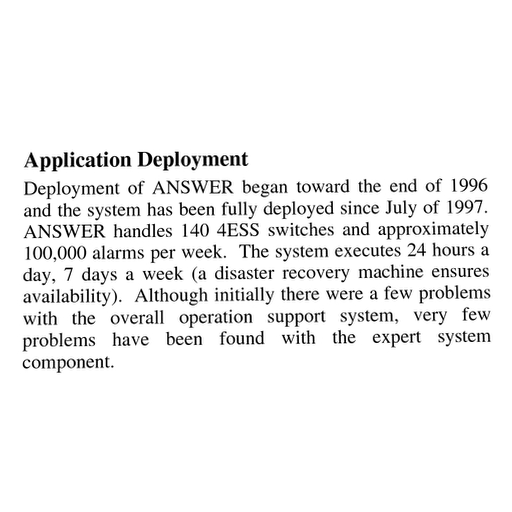 Application Deployment
Deployment of ANSWER began toward the end of 1996
and the system has been fully deployed since July of 1997.
ANSWER handles 140 4ESS switches and approximately
100,000 alarms per week. The system executes 24 hours a
day, 7 days a week (a disaster recovery machine ensures
availability). Although initially there were a few problems
with the overall operation support system, very few
problems have been found with the expert system
component.